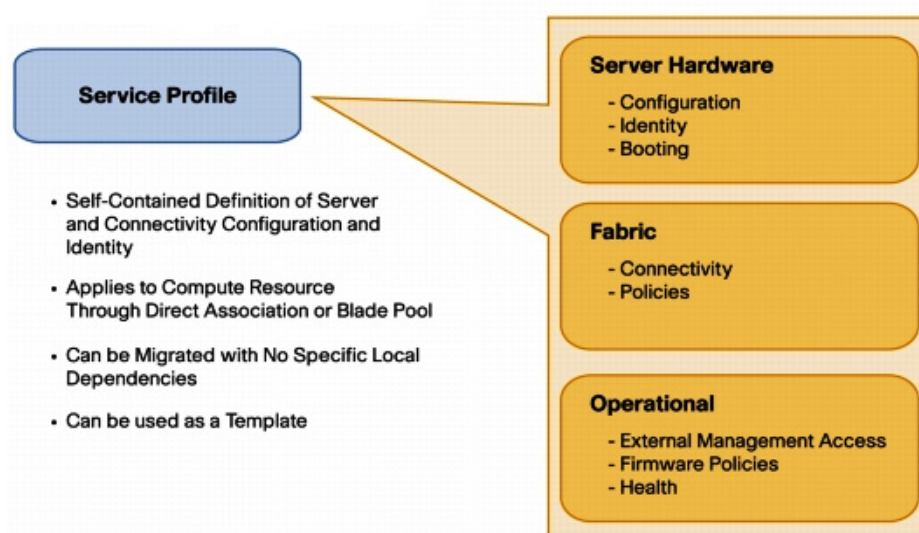 Service Profile
• Self-Contained Definition of Server
and Connectivity Configuration and
Identity
• Applies to Compute Resource
Through Direct Association or Blade Pool
• Can be Migrated with No Specific Local
Dependencies
• Can be used as a Template
Server Hardware
- Configuration
- Identity
- Booting
Fabric
- Connectivity
- Policies
Operational
- External Management Access
- Firmware Policies
- Health